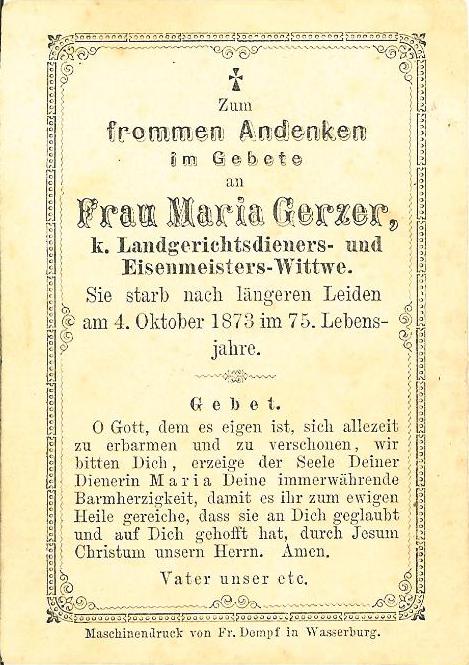 Zum
frommen Andenken
im Gebete
an
Frau Maria Gerzer,
k. Landgerichtsdieners- und
Eisenmeisters-Wittwe.
Sie starb nach längeren Leiden
am 4. Oktober 1873 im 75. Lebens-
jahre.
Gebet.
O Gott, dem es eigen ist, sich allezeit
zu erbarmen und zu verschonen, wir
bitten Dich, erzeige der Seele Deiner
Dienerin Maria Deine immerwährende
Barmherzigkeit, damit es ihr zum ewigen
Heile gereiche, dass sie an Dich geglaubt
und auf Dich gehofft hat, durch Jesum
Christum unsern Herrn. Amen.
Vater unser etc.
Maschinendruck von Fr. Dempf in Wasserburg.